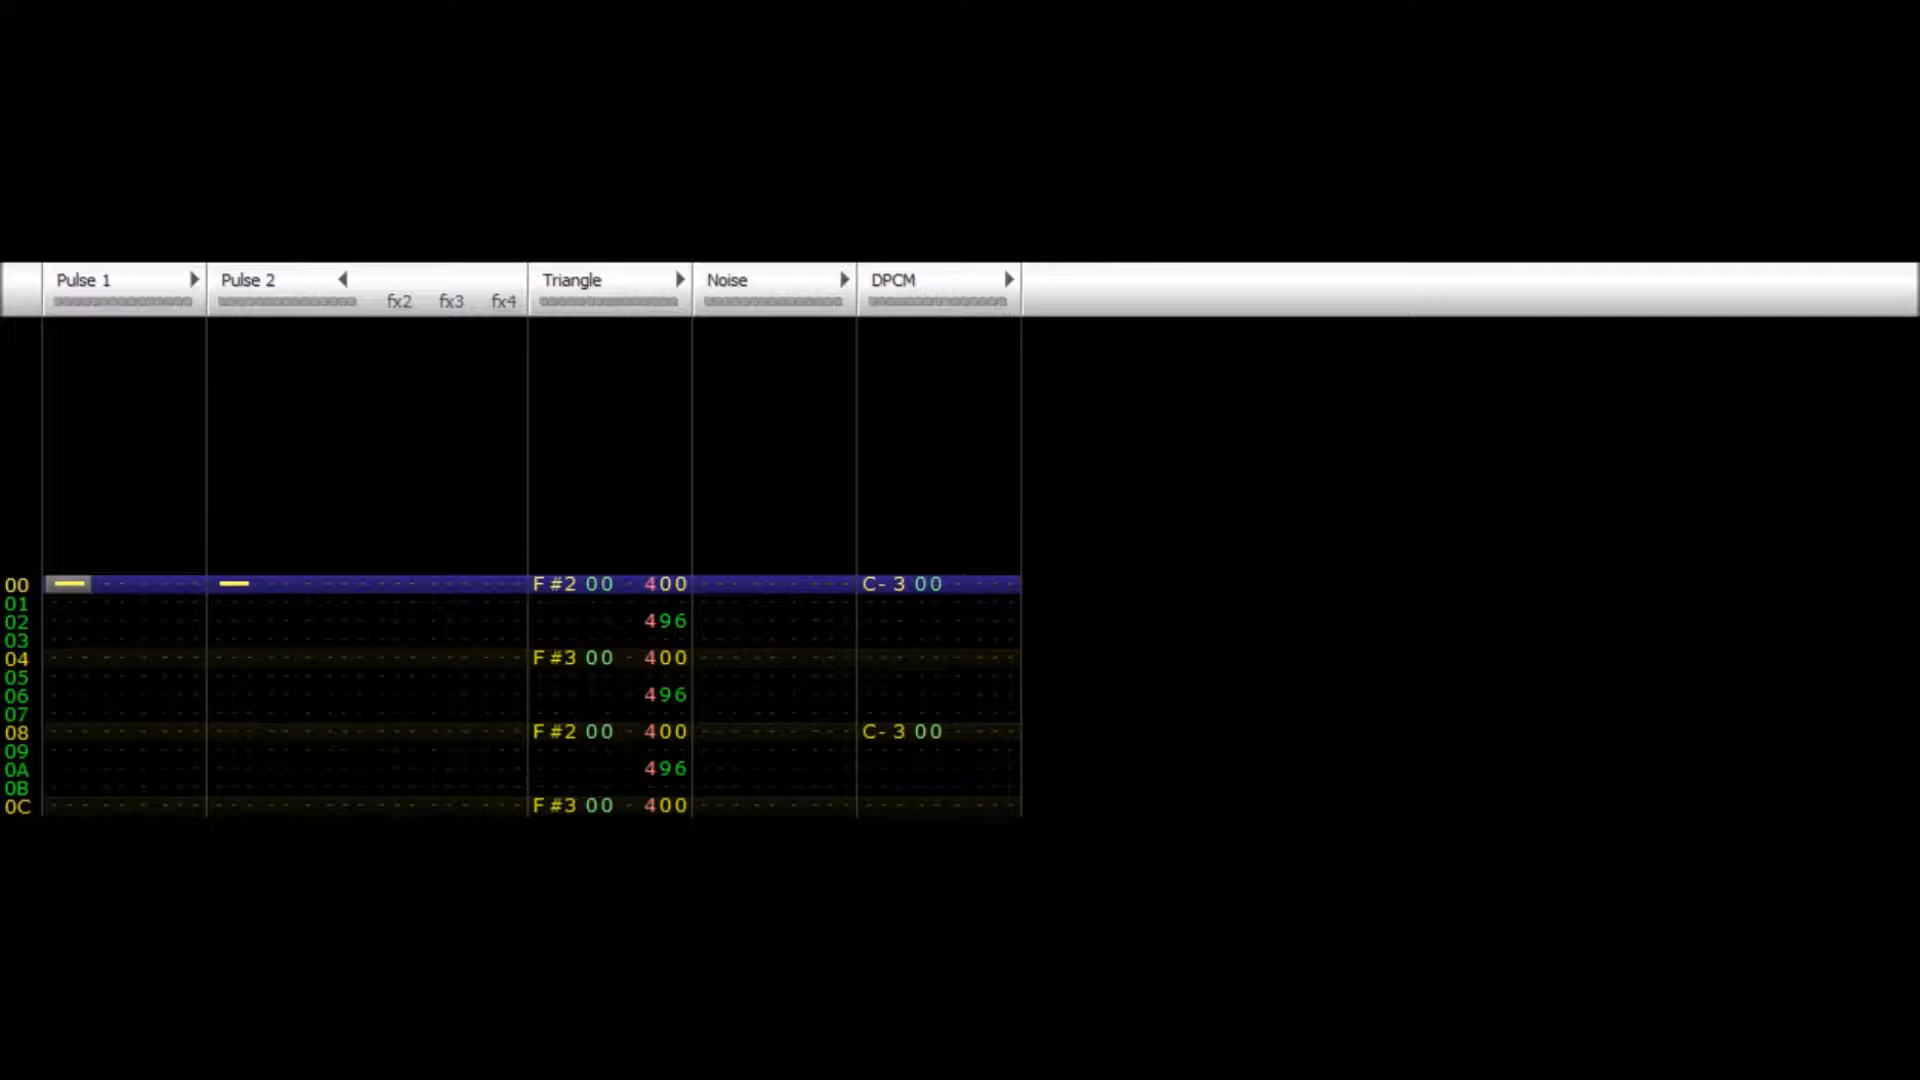 Pulse 1 Pulse 2 Triangle Noise DPCM
fx2 fx3 fx4
00 F#2 00 400 C-3 00
01
02 496
03
04 F#3 00 400
05
06 496
07
08 F#2 00 400 C-3 00
09
0A 496
0B
0C F#3 00 400